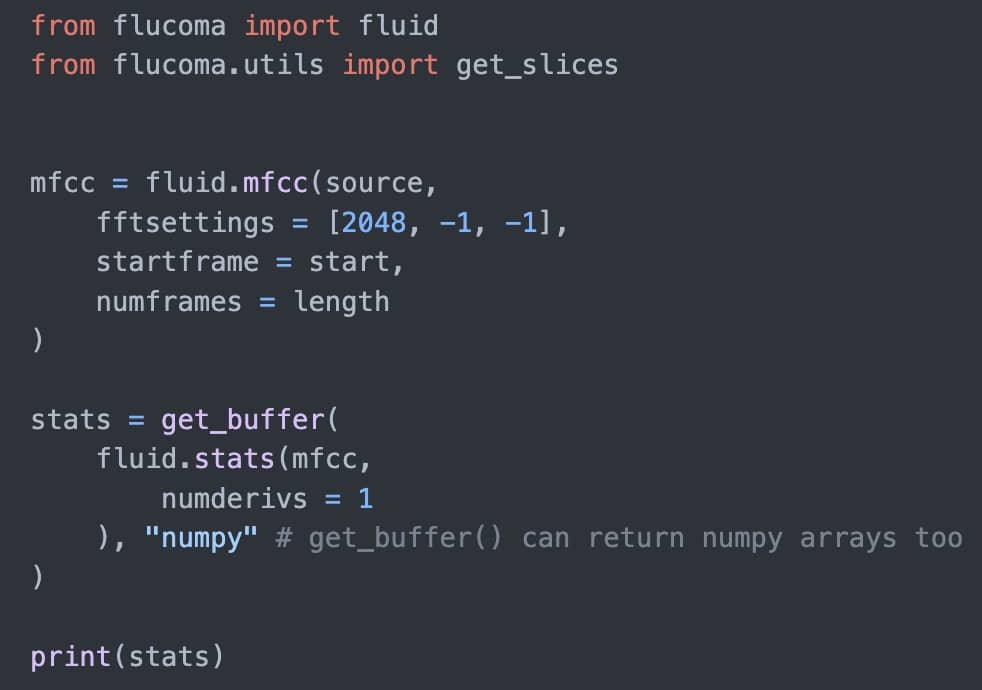 from flucoma import fluid
from flucoma.utils import get_slices
mfcc = fluid.mfcc(source,
    fftsettings = [2048, -1, -1],
    startframe = start,
    numframes = length
)
stats = get_buffer(
    fluid.stats(mfcc,
        numderivs = 1
    ), "numpy" # get_buffer() can return numpy arrays too
)
print(stats)